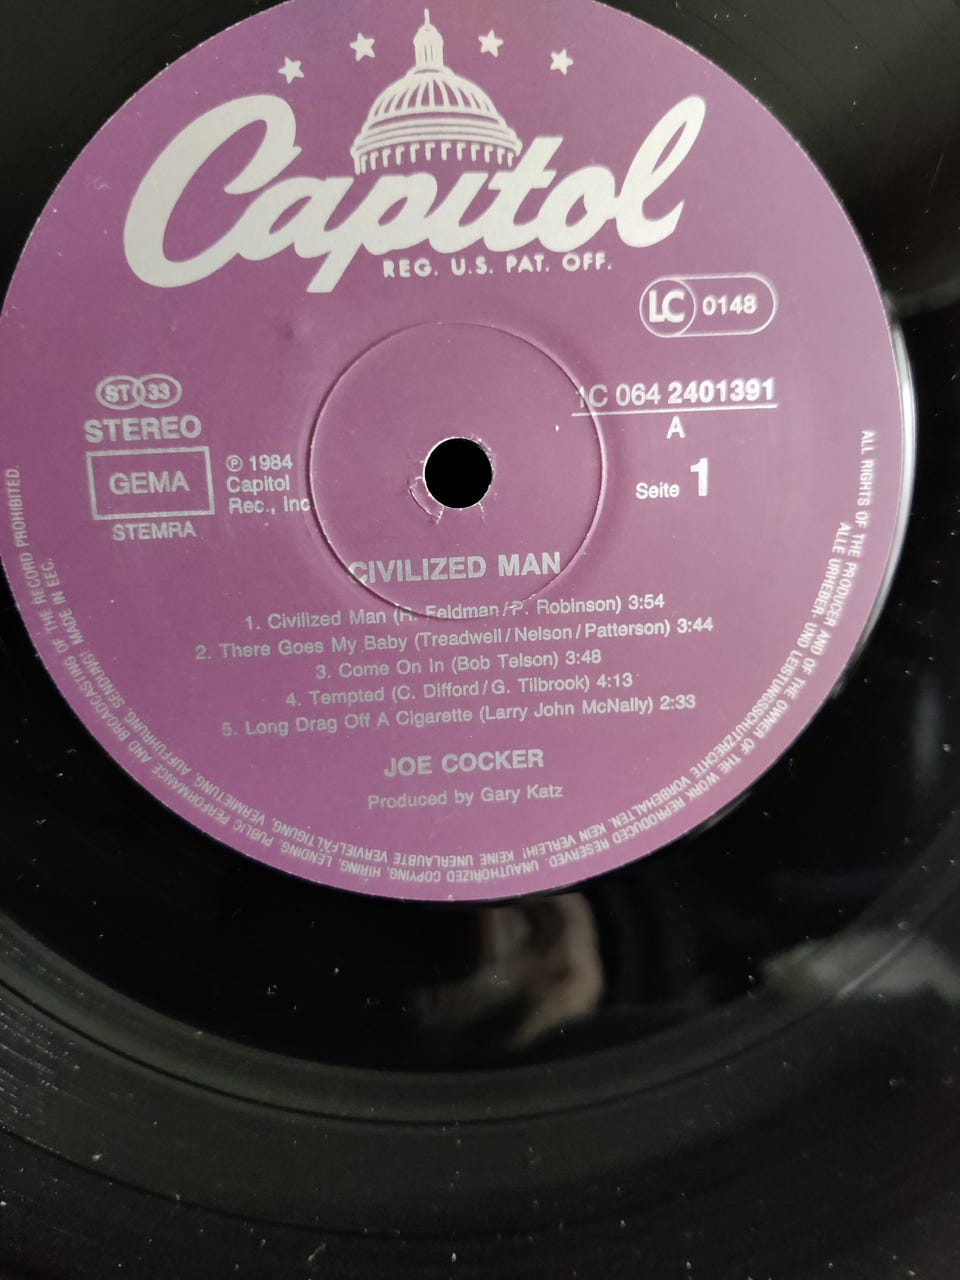 Capitol
REG. U.S. PAT. OFF.
LC 0148
ST 33
STEREO
GEMA
STEMRA
℗ 1984
Capitol
Rec., Inc
1C 064 2401391
A
Seite 1
CIVILIZED MAN
1. Civilized Man (R. Feldman/P. Robinson) 3:54
2. There Goes My Baby (Treadwell/Nelson/Patterson) 3:44
3. Come On In (Bob Telson) 3:48
4. Tempted (C. Difford/G. Tilbrook) 4:13
5. Long Drag Off A Cigarette (Larry John McNally) 2:33
JOE COCKER
Produced by Gary Katz
ALL RIGHTS OF THE PRODUCER AND OF THE OWNER OF THE WORK REPRODUCED RESERVED. UNAUTHORIZED COPYING, HIRING, LENDING, PUBLIC PERFORMANCE AND BROADCASTING OF THE RECORD PROHIBITED.
ALLE URHEBER- UND LEISTUNGSSCHUTZRECHTE VORBEHALTEN. KEIN VERLEIH! KEINE UNERLAUBTE VERVIELFÄLTIGUNG, VERMIETUNG, AUFFÜHRUNG, SENDUNG! MADE IN EEC.